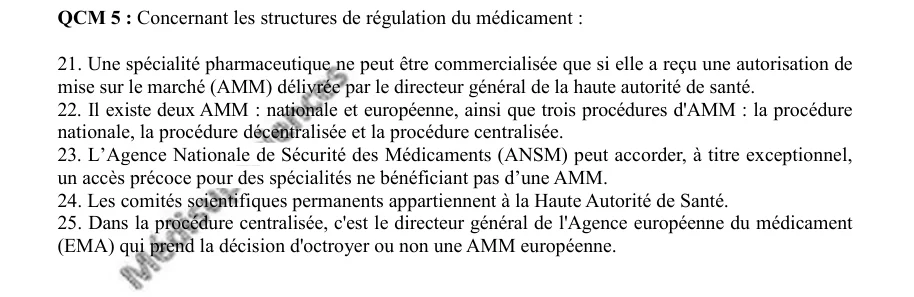 QCM 5 : Concernant les structures de régulation du médicament :
21. Une spécialité pharmaceutique ne peut être commercialisée que si elle a reçu une autorisation de
mise sur le marché (AMM) délivrée par le directeur général de la haute autorité de santé.
22. Il existe deux AMM : nationale et européenne, ainsi que trois procédures d'AMM : la procédure
nationale, la procédure décentralisée et la procédure centralisée.
23. L’Agence Nationale de Sécurité des Médicaments (ANSM) peut accorder, à titre exceptionnel,
un accès précoce pour des spécialités ne bénéficiant pas d’une AMM.
24. Les comités scientifiques permanents appartiennent à la Haute Autorité de Santé.
25. Dans la procédure centralisée, c'est le directeur général de l'Agence européenne du médicament
(EMA) qui prend la décision d'octroyer ou non une AMM européenne.